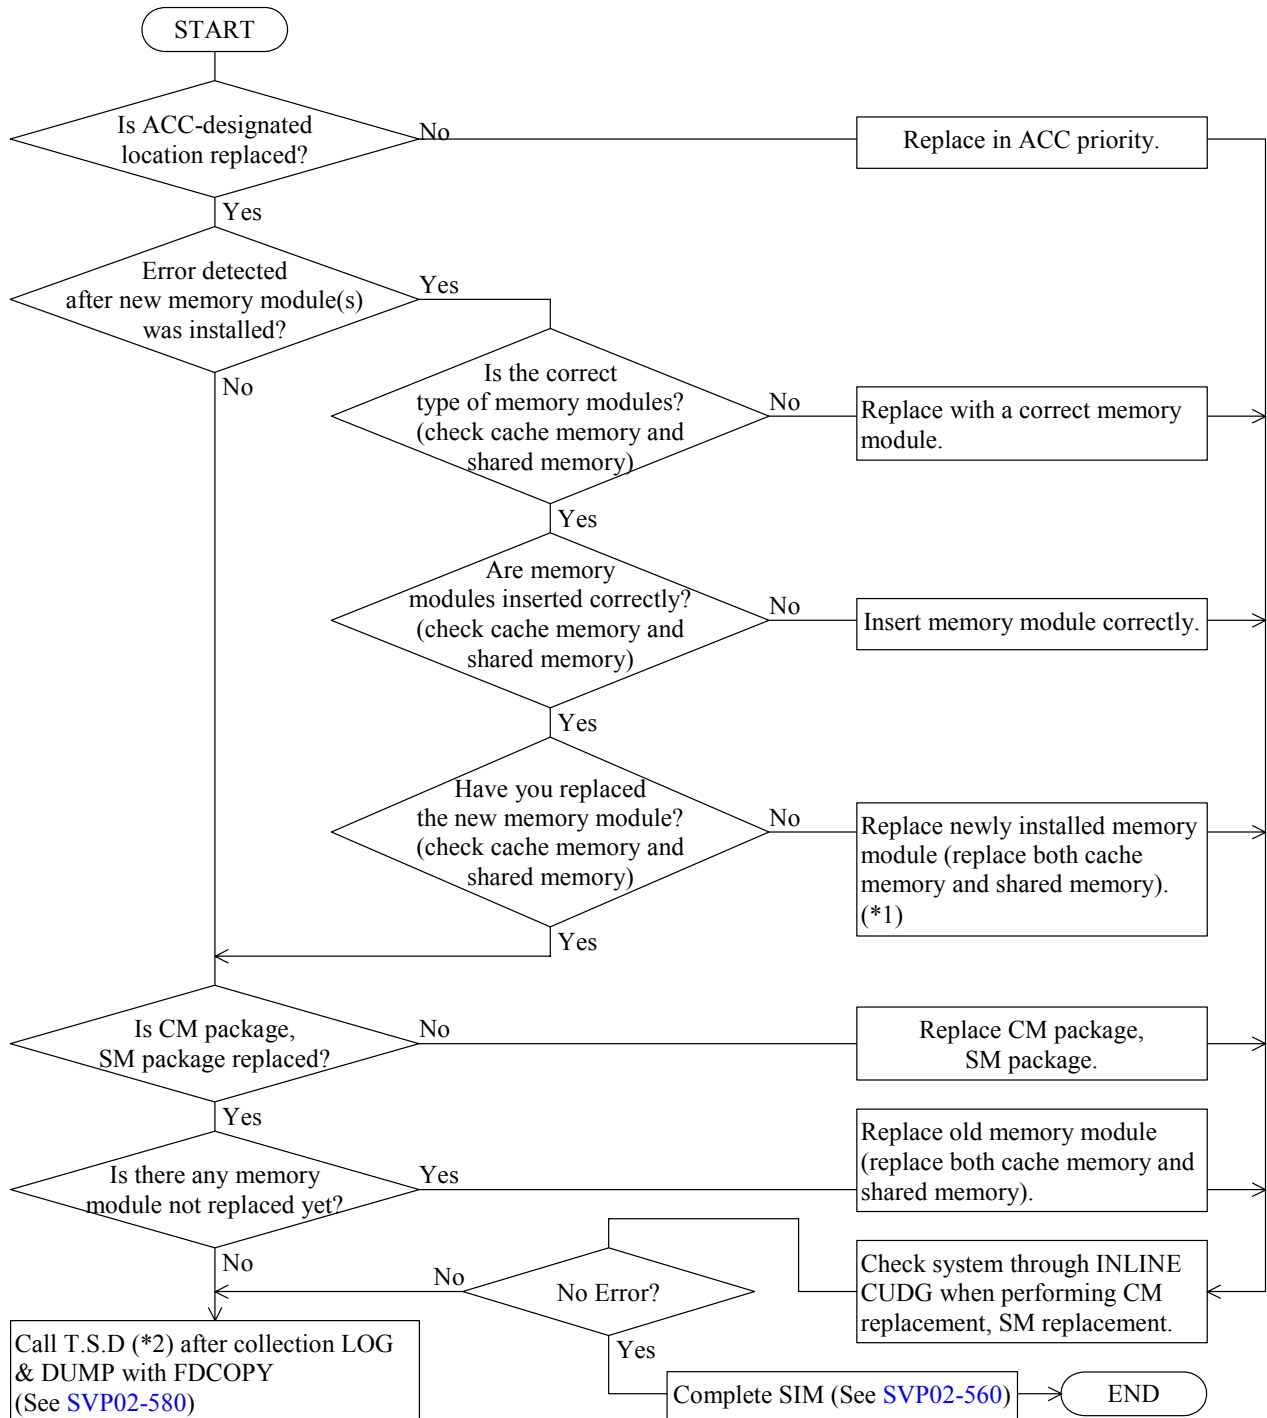 START
Is ACC-designated
location replaced?
No
Replace in ACC priority.
Yes
Error detected
after new memory module(s)
was installed?
Yes
No
Is the correct
type of memory modules?
(check cache memory and
shared memory)
No
Replace with a correct memory
module.
Yes
Are memory
modules inserted correctly?
(check cache memory and
shared memory)
No
Insert memory module correctly.
Yes
Have you replaced
the new memory module?
(check cache memory and
shared memory)
No
Replace newly installed memory
module (replace both cache
memory and shared memory).
(*1)
Yes
Is CM package,
SM package replaced?
No
Replace CM package,
SM package.
Yes
Is there any memory
module not replaced yet?
Yes
Replace old memory module
(replace both cache memory and
shared memory).
No
No
No Error?
Check system through INLINE
CUDG when performing CM
replacement, SM replacement.
Yes
Call T.S.D (*2) after collection LOG
& DUMP with FDCOPY
(See SVP02-580)
Complete SIM (See SVP02-560)
END